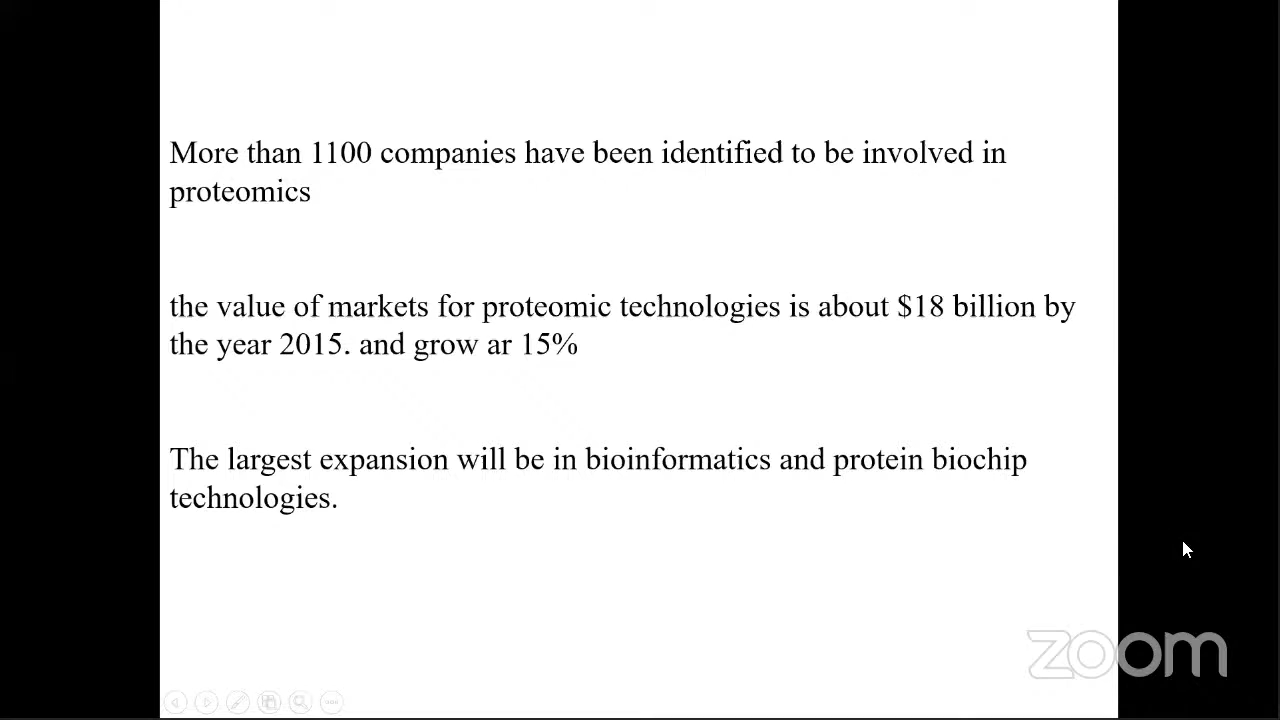 More than 1100 companies have been identified to be involved in
proteomics
the value of markets for proteomic technologies is about $18 billion by
the year 2015. and grow ar 15%
The largest expansion will be in bioinformatics and protein biochip
technologies.
zoom